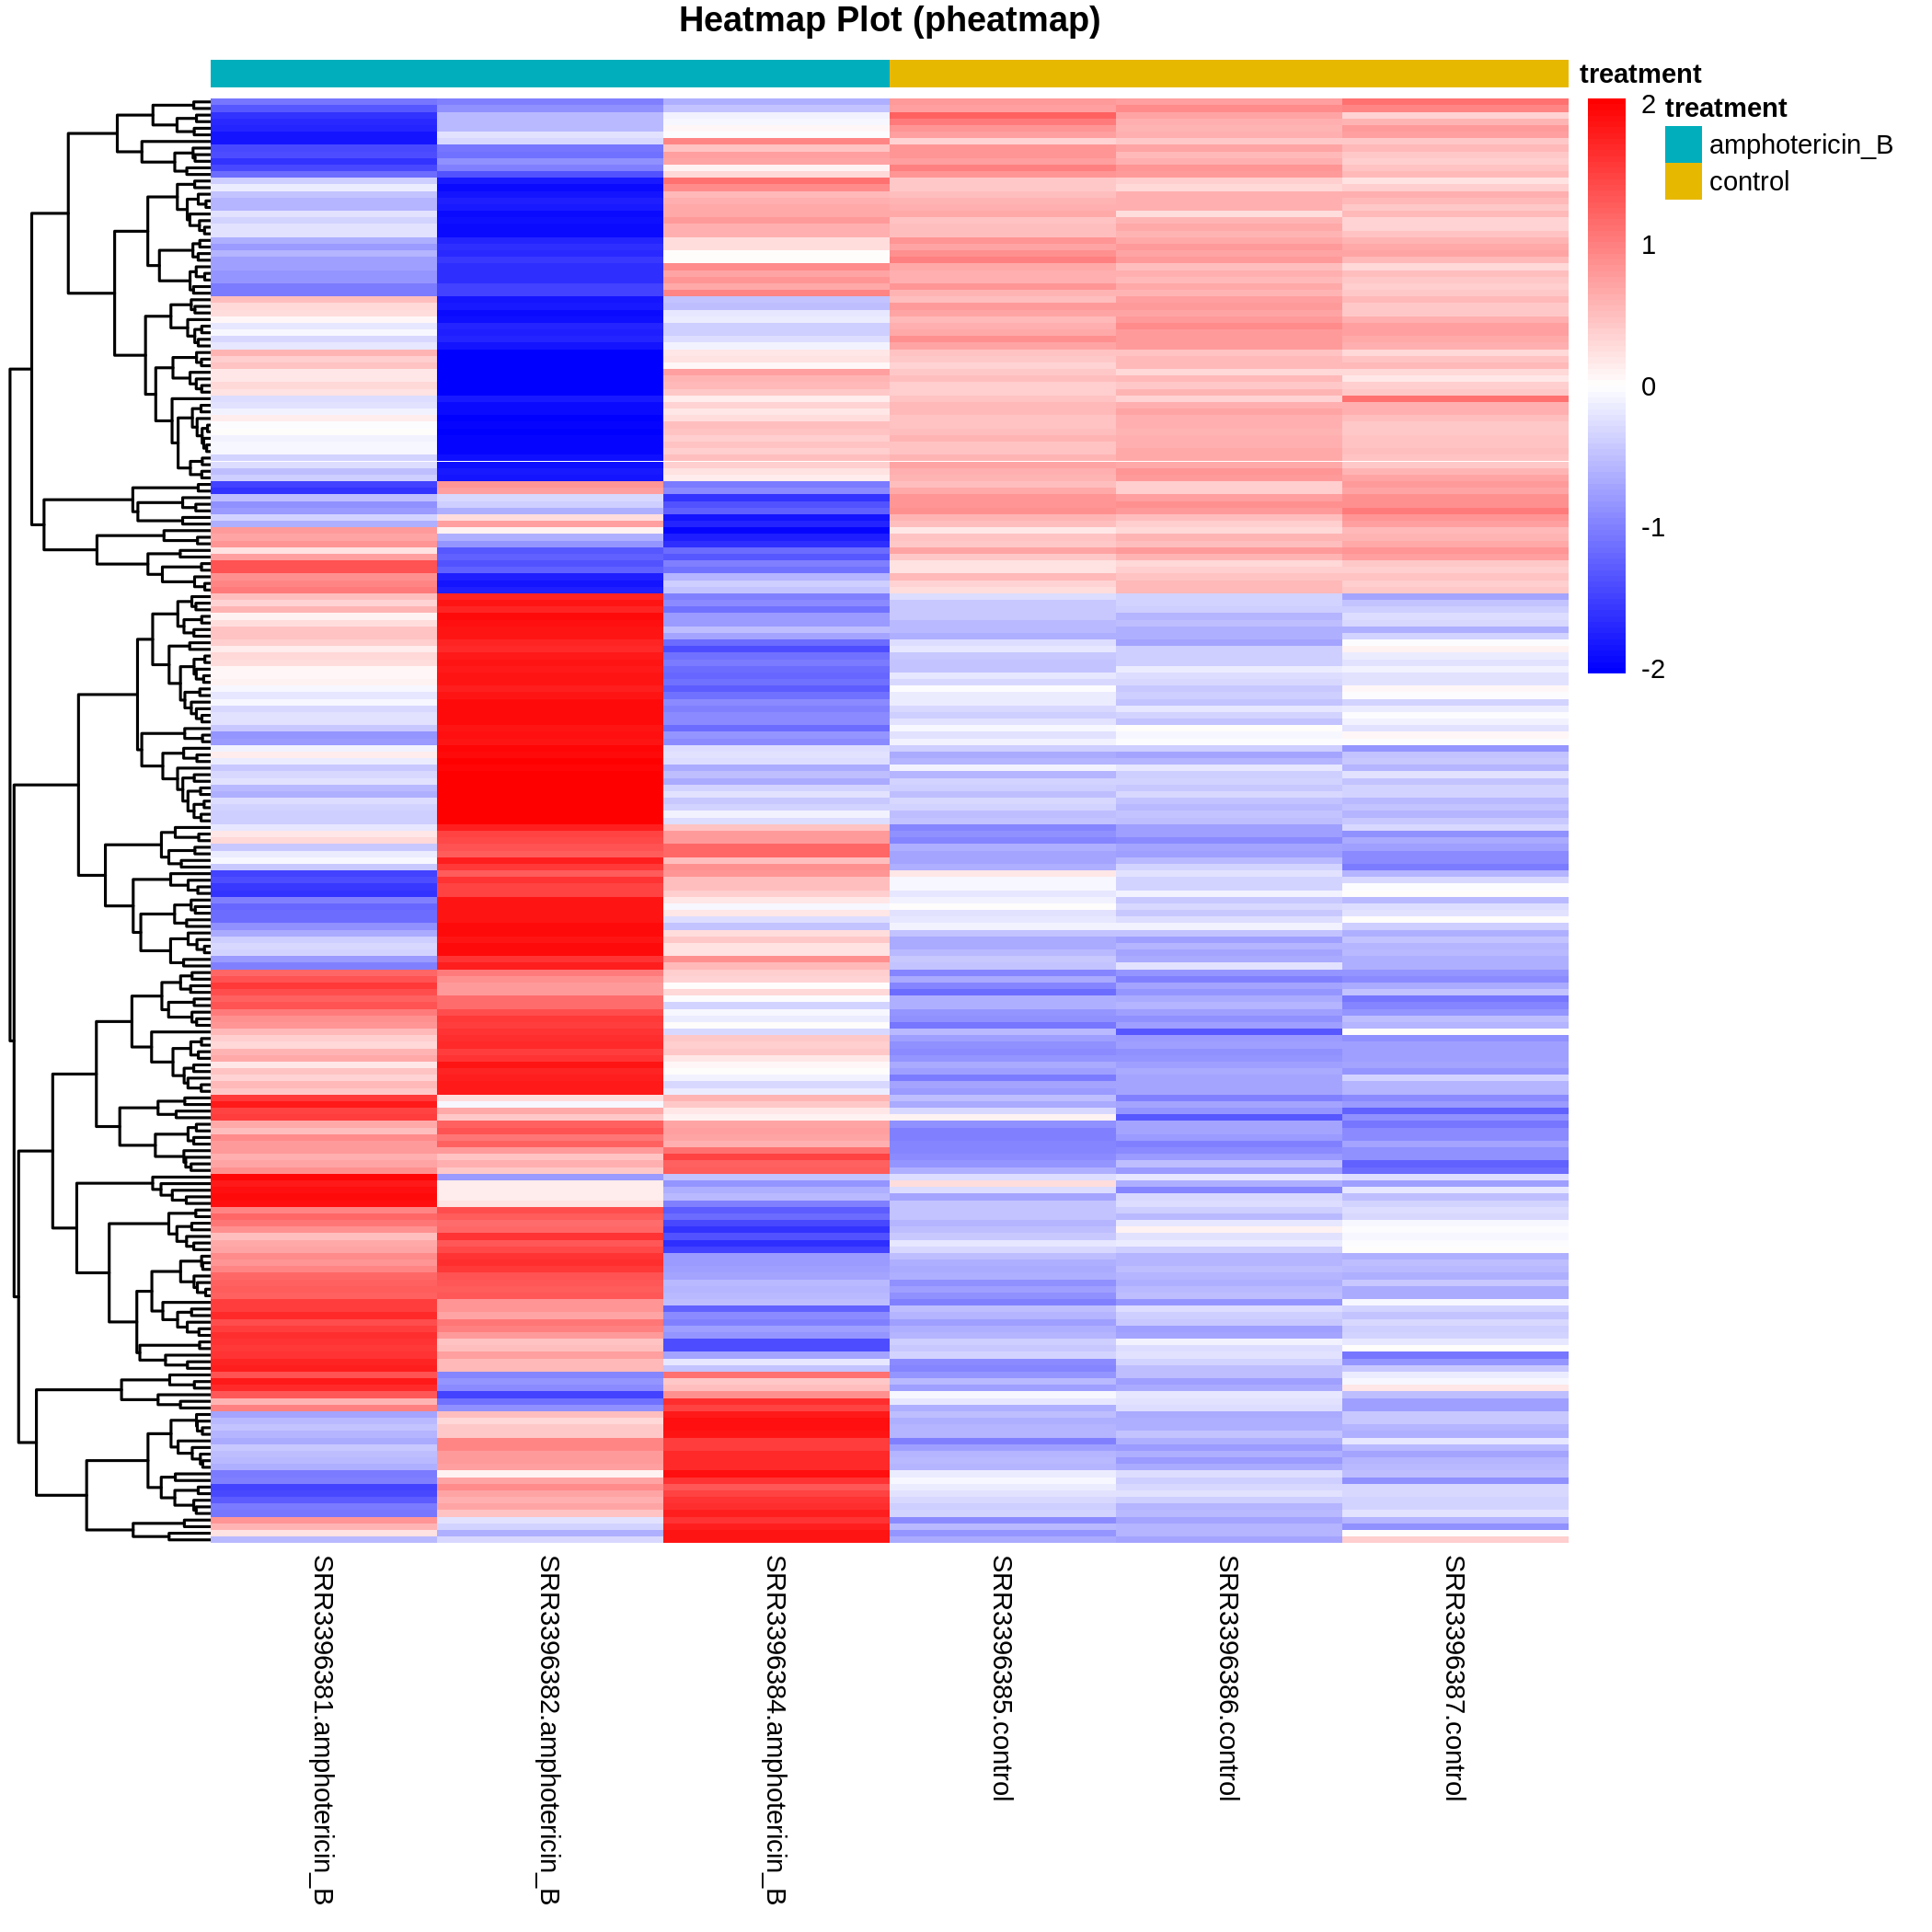 Heatmap Plot (pheatmap)
treatment
2
1
0
-1
-2
treatment
amphotericin_B
control
SRR3396381.amphotericin_B
SRR3396382.amphotericin_B
SRR3396384.amphotericin_B
SRR3396385.control
SRR3396386.control
SRR3396387.control